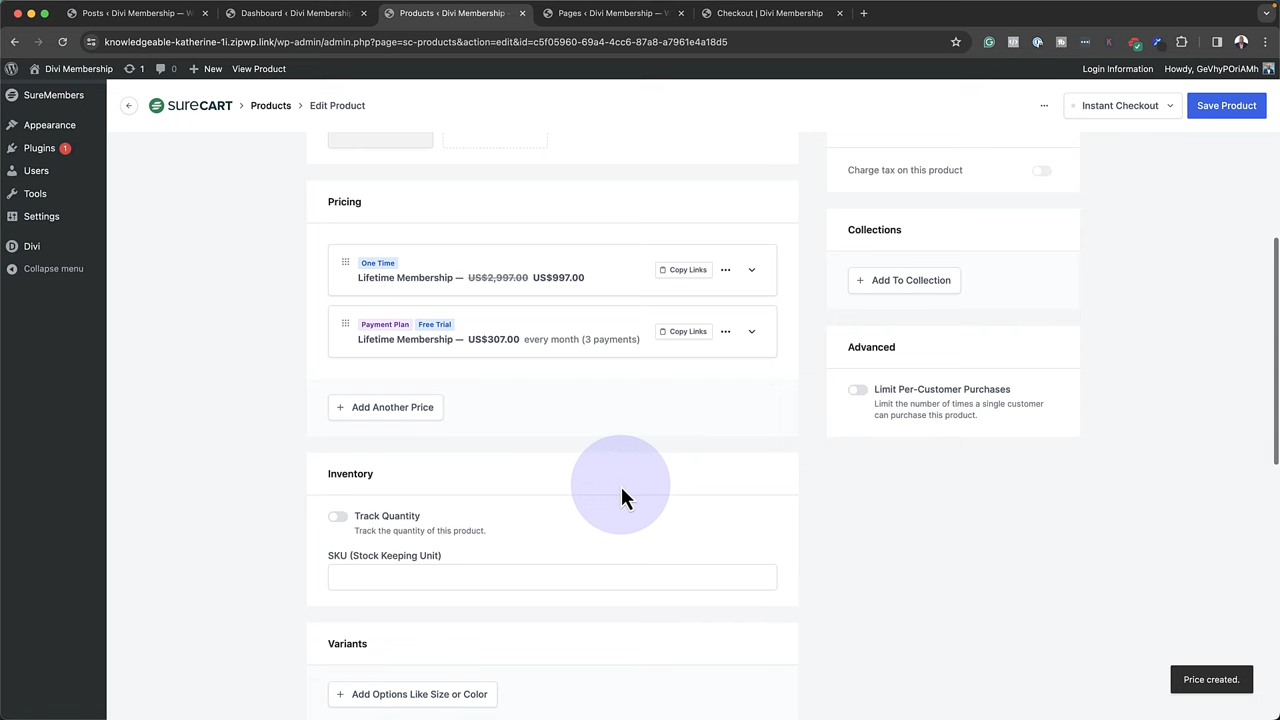 Posts ‹ Divi Membership — W
Dashboard ‹ Divi Membership
Products ‹ Divi Membership
Pages ‹ Divi Membership — W
Checkout | Divi Membership
knowledgeable-katherine-1i.zipwp.link/wp-admin/admin.php?page=sc-products&action=edit&id=c5f05960-69a4-4cc6-87a8-a7961e4a18d5
Divi Membership
1
0
+ New
View Product
Login Information
Howdy, GeVhyPOriAMh
SureMembers
Appearance
Plugins 1
Users
Tools
Settings
Divi
Collapse menu
SURECART
Products
Edit Product
Instant Checkout
Save Product
Pricing
One Time
Lifetime Membership — US$2,997.00 US$997.00
Copy Links
Payment Plan Free Trial
Lifetime Membership — US$307.00 every month (3 payments)
Copy Links
+ Add Another Price
Inventory
Track Quantity
Track the quantity of this product.
SKU (Stock Keeping Unit)
Variants
+ Add Options Like Size or Color
Charge tax on this product
Collections
+ Add To Collection
Advanced
Limit Per-Customer Purchases
Limit the number of times a single customer
can purchase this product.
Price created.